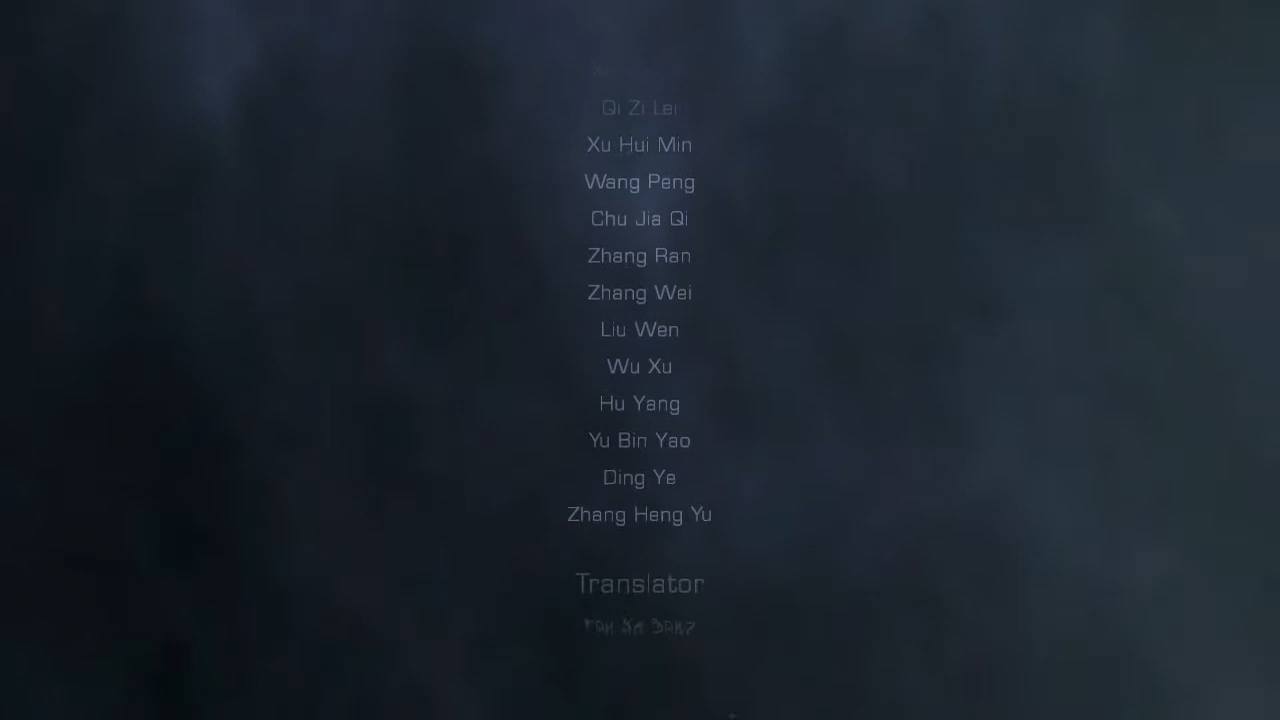 Qi Zi Lei
Xu Hui Min
Wang Peng
Chu Jia Qi
Zhang Ran
Zhang Wei
Liu Wen
Wu Xu
Hu Yang
Yu Bin Yao
Ding Ye
Zhang Heng Yu
Translator